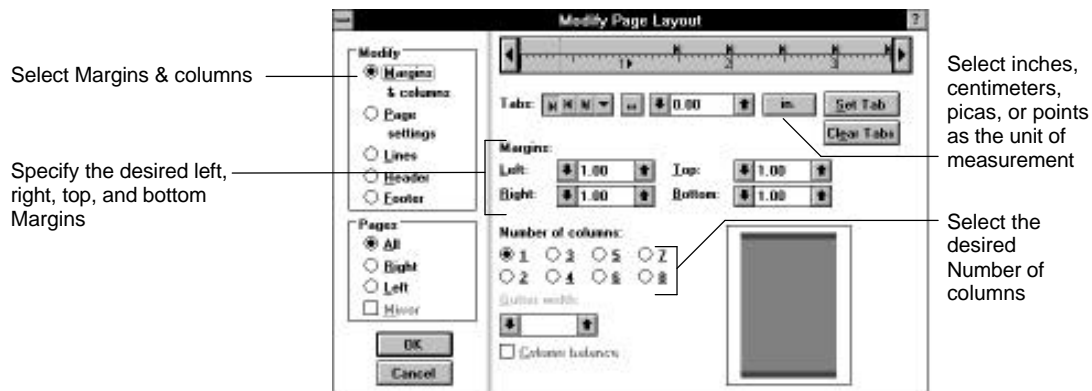 Modify Page Layout
?
Select Margins & columns
Specify the desired left,
right, top, and bottom
Margins
Modify
Margins
& columns
Page
settings
Lines
Header
Footer
Pages
All
Right
Left
Mirror
OK
Cancel
1
2
3
Tabs:
0.00
in.
Set Tab
Clear Tabs
Margins:
Left: 1.00 Top: 1.00
Right: 1.00 Bottom: 1.00
Number of columns:
1 3 5 7
2 4 6 8
Gutter width:
Column balance
Select inches,
centimeters,
picas, or points
as the unit of
measurement
Select the
desired
Number of
columns